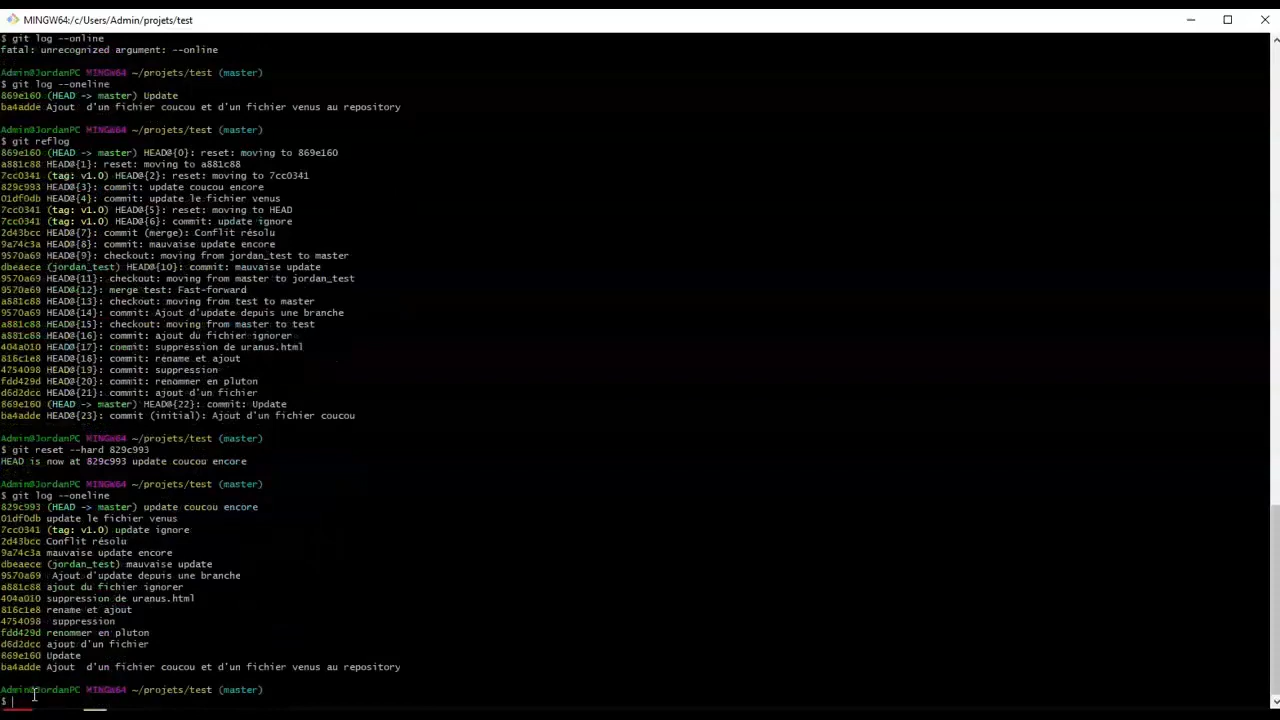 MINGW64:/c/Users/Admin/projets/test
$ git log --online
fatal: unrecognized argument: --online
Admin@JordanPC MINGW64 ~/projets/test (master)
$ git log --oneline
869e160 (HEAD -> master) Update
ba4adde Ajout  d'un fichier coucou et d'un fichier venus au repository
Admin@JordanPC MINGW64 ~/projets/test (master)
$ git reflog
869e160 (HEAD -> master) HEAD@{0}: reset: moving to 869e160
a881c88 HEAD@{1}: reset: moving to a881c88
7cc0341 (tag: v1.0) HEAD@{2}: reset: moving to 7cc0341
829c993 HEAD@{3}: commit: update coucou encore
01df0db HEAD@{4}: commit: update le fichier venus
7cc0341 (tag: v1.0) HEAD@{5}: reset: moving to HEAD
7cc0341 (tag: v1.0) HEAD@{6}: commit: update ignore
2d43bcc HEAD@{7}: commit (merge): Conflit résolu
9a74c3a HEAD@{8}: commit: mauvaise update encore
9570a69 HEAD@{9}: checkout: moving from jordan_test to master
dbeaece (jordan_test) HEAD@{10}: commit: mauvaise update
9570a69 HEAD@{11}: checkout: moving from master to jordan_test
9570a69 HEAD@{12}: merge test: Fast-forward
a881c88 HEAD@{13}: checkout: moving from test to master
9570a69 HEAD@{14}: commit: Ajout d'update depuis une branche
a881c88 HEAD@{15}: checkout: moving from master to test
a881c88 HEAD@{16}: commit: ajout du fichier ignorer
404a010 HEAD@{17}: commit: suppression de uranus.html
816c1e8 HEAD@{18}: commit: rename et ajout
4754098 HEAD@{19}: commit: suppression
fdd429d HEAD@{20}: commit: renommer en pluton
d6d2dcc HEAD@{21}: commit: ajout d'un fichier
869e160 (HEAD -> master) HEAD@{22}: commit: Update
ba4adde HEAD@{23}: commit (initial): Ajout d'un fichier coucou
Admin@JordanPC MINGW64 ~/projets/test (master)
$ git reset --hard 829c993
HEAD is now at 829c993 update coucou encore
Admin@JordanPC MINGW64 ~/projets/test (master)
$ git log --oneline
829c993 (HEAD -> master) update coucou encore
01df0db update le fichier venus
7cc0341 (tag: v1.0) update ignore
2d43bcc Conflit résolu
9a74c3a mauvaise update encore
dbeaece (jordan_test) mauvaise update
9570a69  Ajout d'update depuis une branche
a881c88 ajout du fichier ignorer
404a010 suppression de uranus.html
816c1e8 rename et ajout
4754098  suppression
fdd429d renommer en pluton
d6d2dcc ajout d'un fichier
869e160 Update
ba4adde Ajout  d'un fichier coucou et d'un fichier venus au repository
Admin@JordanPC MINGW64 ~/projets/test (master)
$